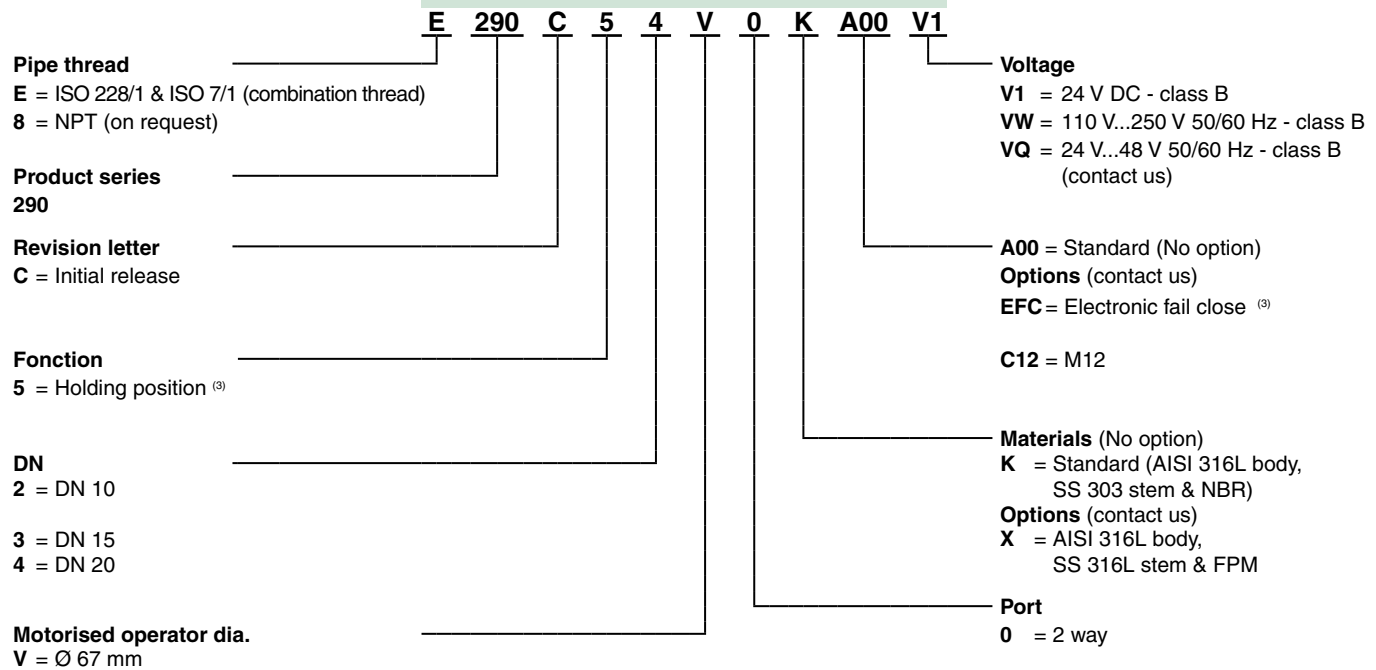 E 290 C 5 4 V 0 K A00 V1
Pipe thread
E = ISO 228/1 & ISO 7/1 (combination thread)
8 = NPT (on request)
Product series
290
Revision letter
C = Initial release
Fonction
5 = Holding position (3)
DN
2 = DN 10
3 = DN 15
4 = DN 20
Motorised operator dia.
V = Ø 67 mm
Voltage
V1 = 24 V DC - class B
VW = 110 V...250 V 50/60 Hz - class B
VQ = 24 V...48 V 50/60 Hz - class B
(contact us)
A00 = Standard (No option)
Options (contact us)
EFC = Electronic fail close (3)
C12 = M12
Materials (No option)
K = Standard (AISI 316L body,
SS 303 stem & NBR)
Options (contact us)
X = AISI 316L body,
SS 316L stem & FPM
Port
0 = 2 way